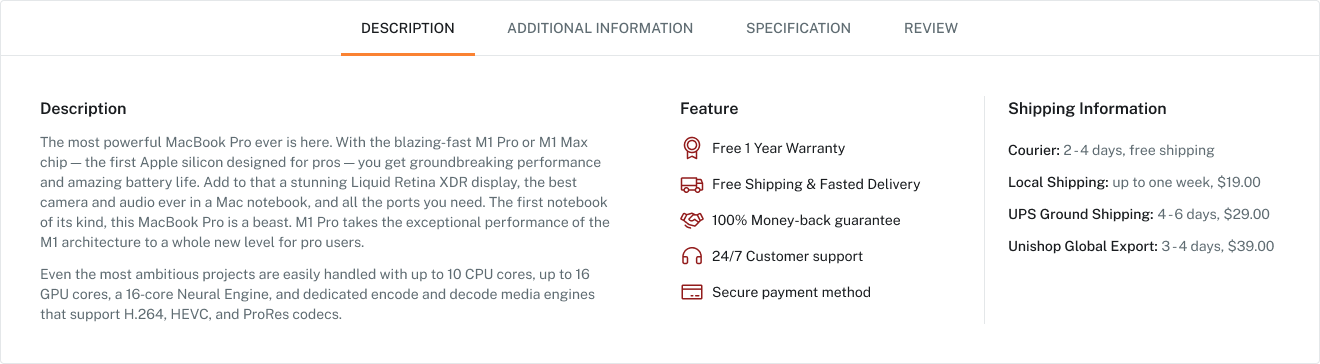 DESCRIPTION
ADDITIONAL INFORMATION
SPECIFICATION
REVIEW
Description
The most powerful MacBook Pro ever is here. With the blazing-fast M1 Pro or M1 Max
chip — the first Apple silicon designed for pros — you get groundbreaking performance
and amazing battery life. Add to that a stunning Liquid Retina XDR display, the best
camera and audio ever in a Mac notebook, and all the ports you need. The first notebook
of its kind, this MacBook Pro is a beast. M1 Pro takes the exceptional performance of the
M1 architecture to a whole new level for pro users.
Even the most ambitious projects are easily handled with up to 10 CPU cores, up to 16
GPU cores, a 16-core Neural Engine, and dedicated encode and decode media engines
that support H.264, HEVC, and ProRes codecs.
Feature
Free 1 Year Warranty
Free Shipping & Fasted Delivery
100% Money-back guarantee
24/7 Customer support
Secure payment method
Shipping Information
Courier: 2 - 4 days, free shipping
Local Shipping: up to one week, $19.00
UPS Ground Shipping: 4 - 6 days, $29.00
Unishop Global Export: 3 - 4 days, $39.00